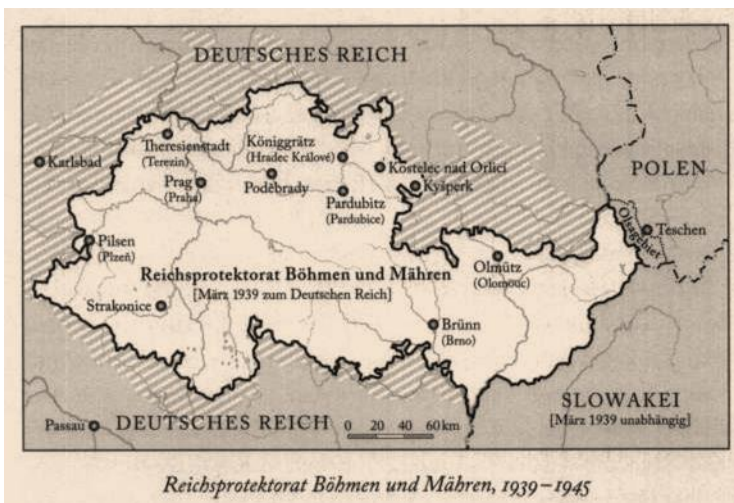 DEUTSCHES REICH
Karlsbad
Theresienstadt
(Terezín)
Königgrätz
(Hradec Králové)
Kostelec nad Orlicí
Kyšperk
POLEN
Prag
(Praha)
Poděbrady
Pardubitz
(Pardubice)
Olsagebiet
Teschen
Pilsen
(Plzeň)
Reichsprotektorat Böhmen und Mähren
[März 1939 zum Deutschen Reich]
Olmütz
(Olomouc)
Strakonice
Brünn
(Brno)
SLOWAKEI
[März 1939 unabhängig]
Passau
DEUTSCHES REICH
0 20 40 60 km
Reichsprotektorat Böhmen und Mähren, 1939–1945